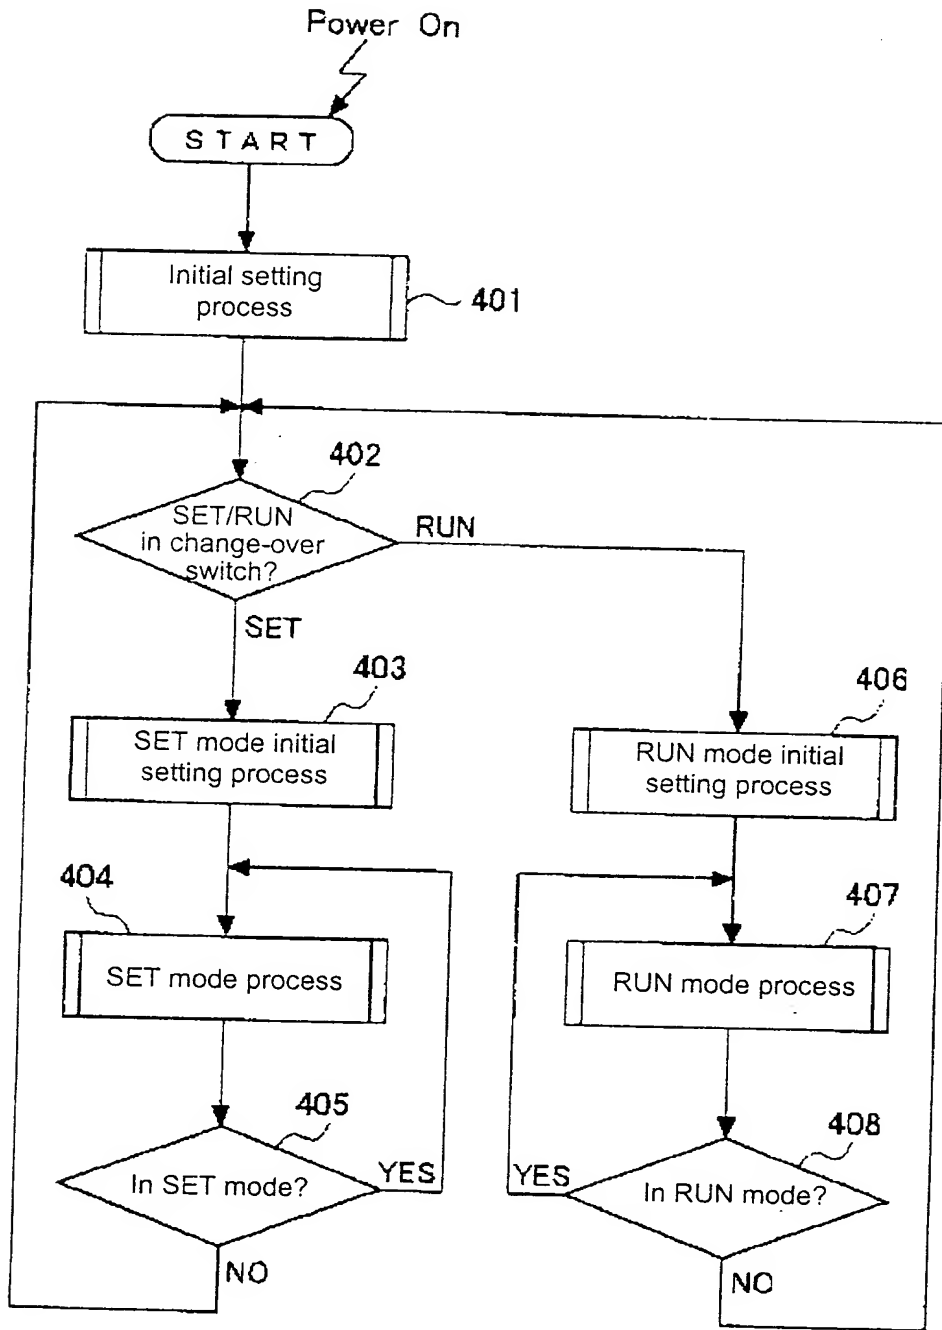 Power On
START
Initial setting
process
401
402
SET/RUN
in change-over
switch?
RUN
SET
403
SET mode initial
setting process
406
RUN mode initial
setting process
404
SET mode process
407
RUN mode process
405
In SET mode?
YES
NO
408
In RUN mode?
YES
NO